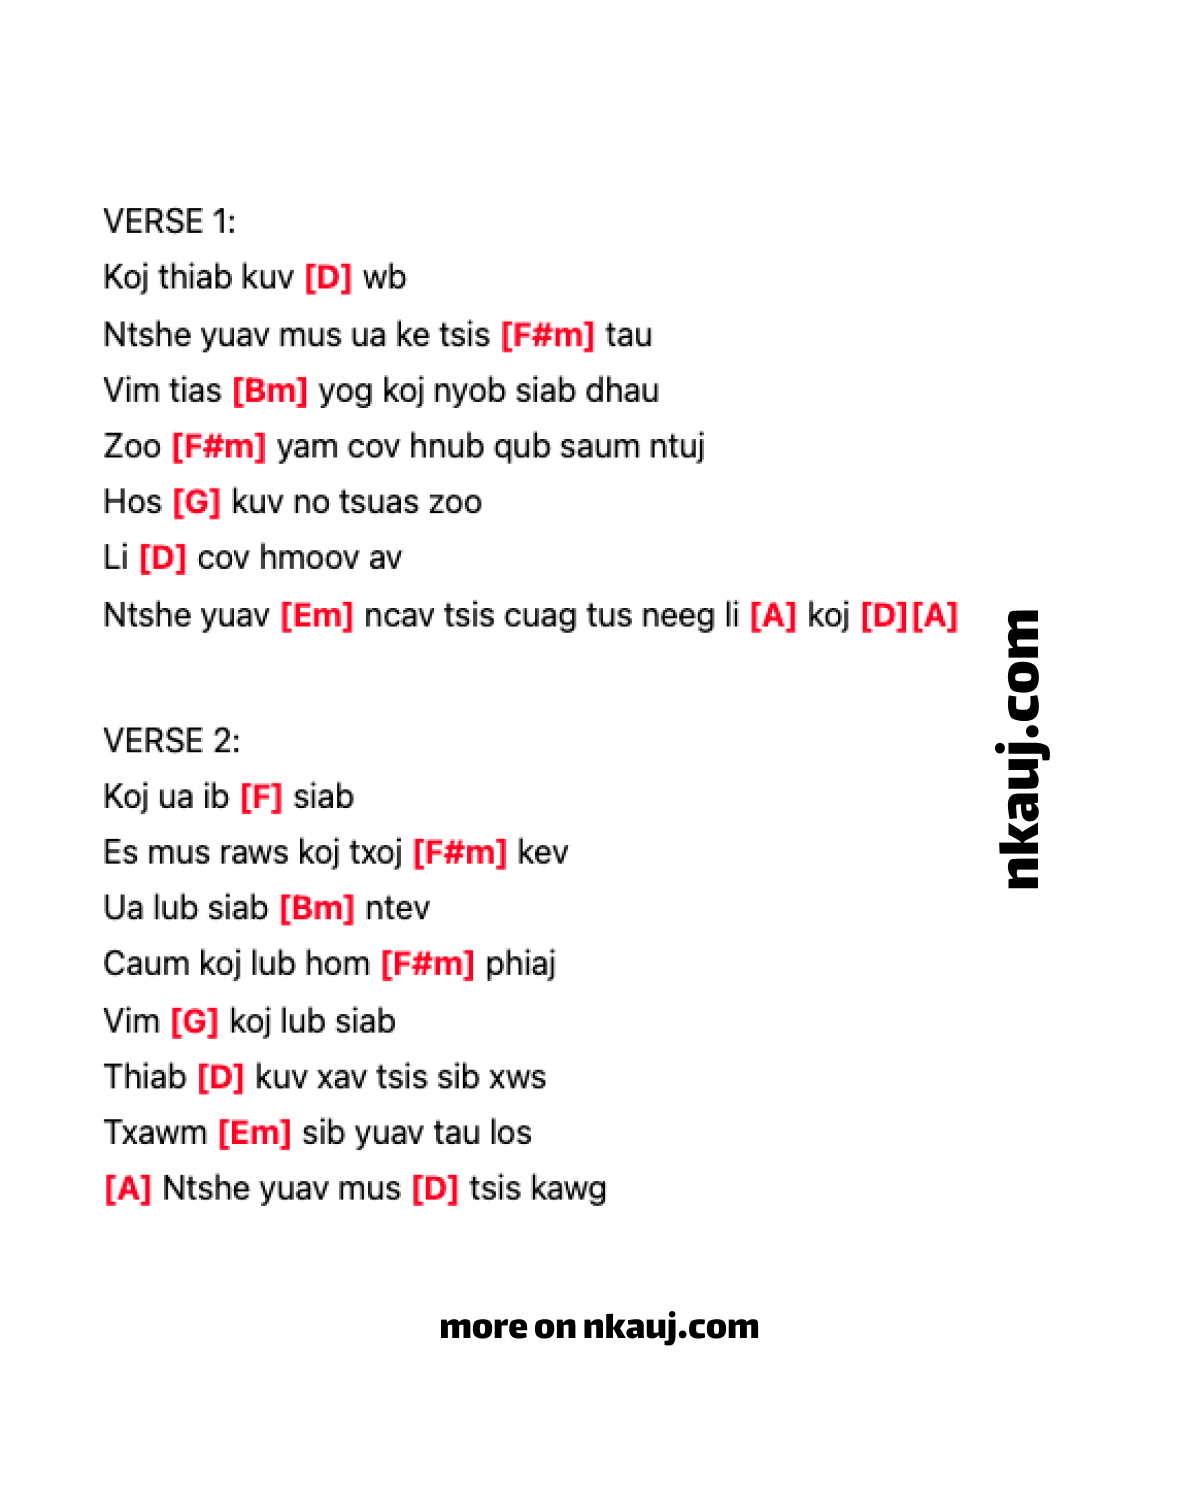 VERSE 1:
Koj thiab kuv [D] wb
Ntshe yuav mus ua ke tsis [F#m] tau
Vim tias [Bm] yog koj nyob siab dhau
Zoo [F#m] yam cov hnub qub saum ntuj
Hos [G] kuv no tsuas zoo
Li [D] cov hmoov av
Ntshe yuav [Em] ncav tsis cuag tus neeg li [A] koj [D][A]
VERSE 2:
Koj ua ib [F] siab
Es mus raws koj txoj [F#m] kev
Ua lub siab [Bm] ntev
Caum koj lub hom [F#m] phiaj
Vim [G] koj lub siab
Thiab [D] kuv xav tsis sib xws
Txawm [Em] sib yuav tau los
[A] Ntshe yuav mus [D] tsis kawg
nkauj.com
more on nkauj.com